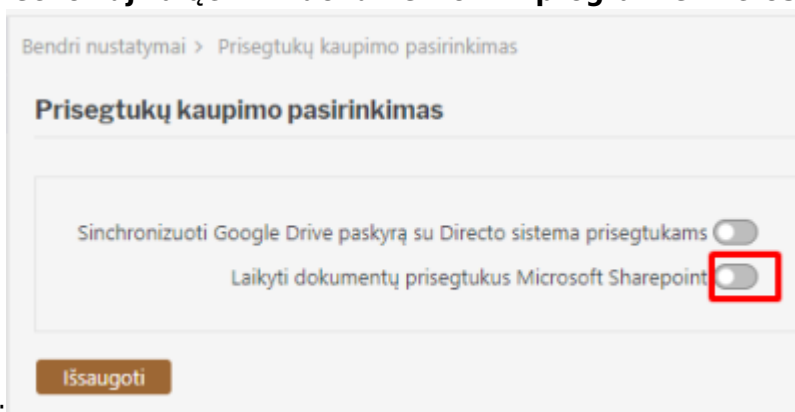 Bendri nustatymai > Prisegtukų kaupimo pasirinkimas
Prisegtukų kaupimo pasirinkimas
Sinchronizuoti Google Drive paskyrą su Directo sistema prisegtukams
Laikyti dokumentų prisegtukus Microsoft Sharepoint
Išsaugoti
.